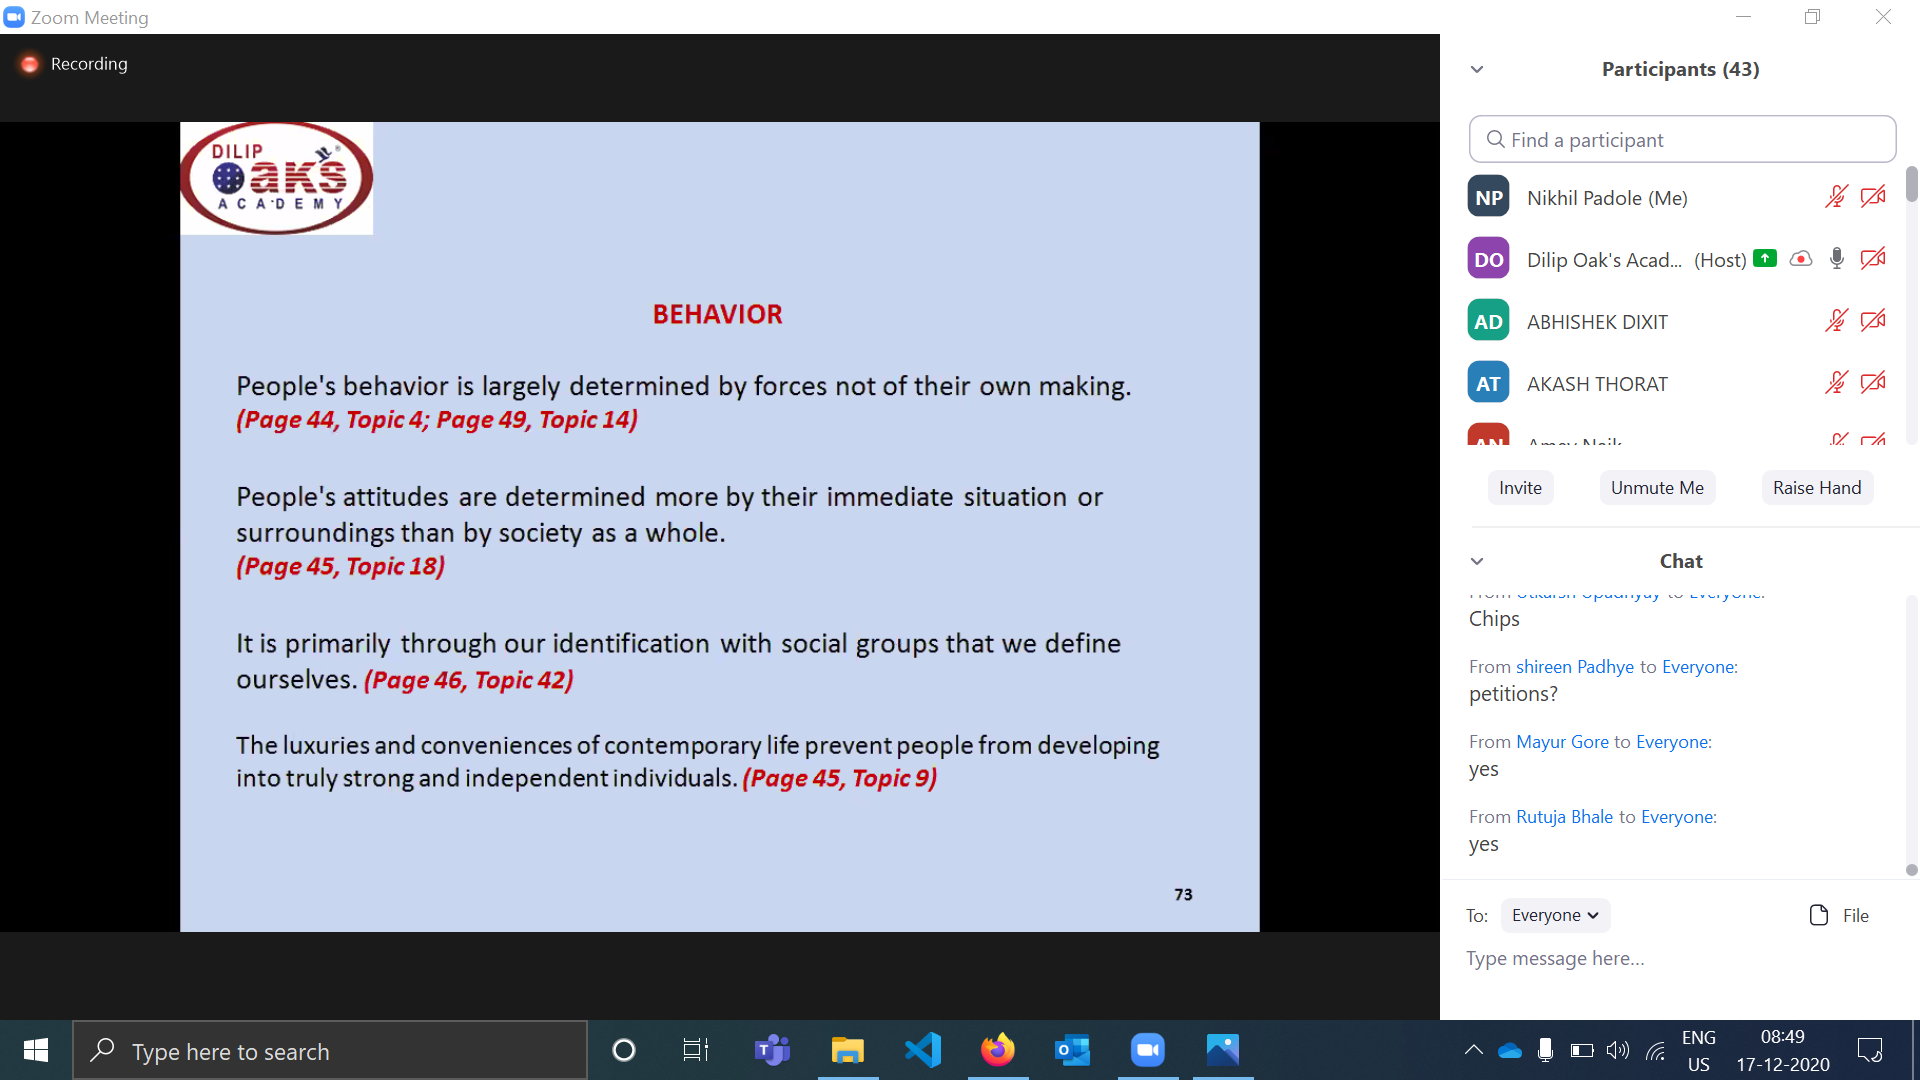 Zoom Meeting
Recording
DILIP
Oaks®
ACADEMY
BEHAVIOR
People's behavior is largely determined by forces not of their own making.
(Page 44, Topic 4; Page 49, Topic 14)
People's attitudes are determined more by their immediate situation or
surroundings than by society as a whole.
(Page 45, Topic 18)
It is primarily through our identification with social groups that we define
ourselves. (Page 46, Topic 42)
The luxuries and conveniences of contemporary life prevent people from developing
into truly strong and independent individuals. (Page 45, Topic 9)
73
Participants (43)
Find a participant
NP Nikhil Padole (Me)
DO Dilip Oak's Acad... (Host)
AD ABHISHEK DIXIT
AT AKASH THORAT
AN Amey Naik
Invite Unmute Me Raise Hand
Chat
From Utkarsh Upadhyay to Everyone:
Chips
From shireen Padhye to Everyone:
petitions?
From Mayur Gore to Everyone:
yes
From Rutuja Bhale to Everyone:
yes
To: Everyone File
Type message here...
Type here to search
ENG
US
08:49
17-12-2020